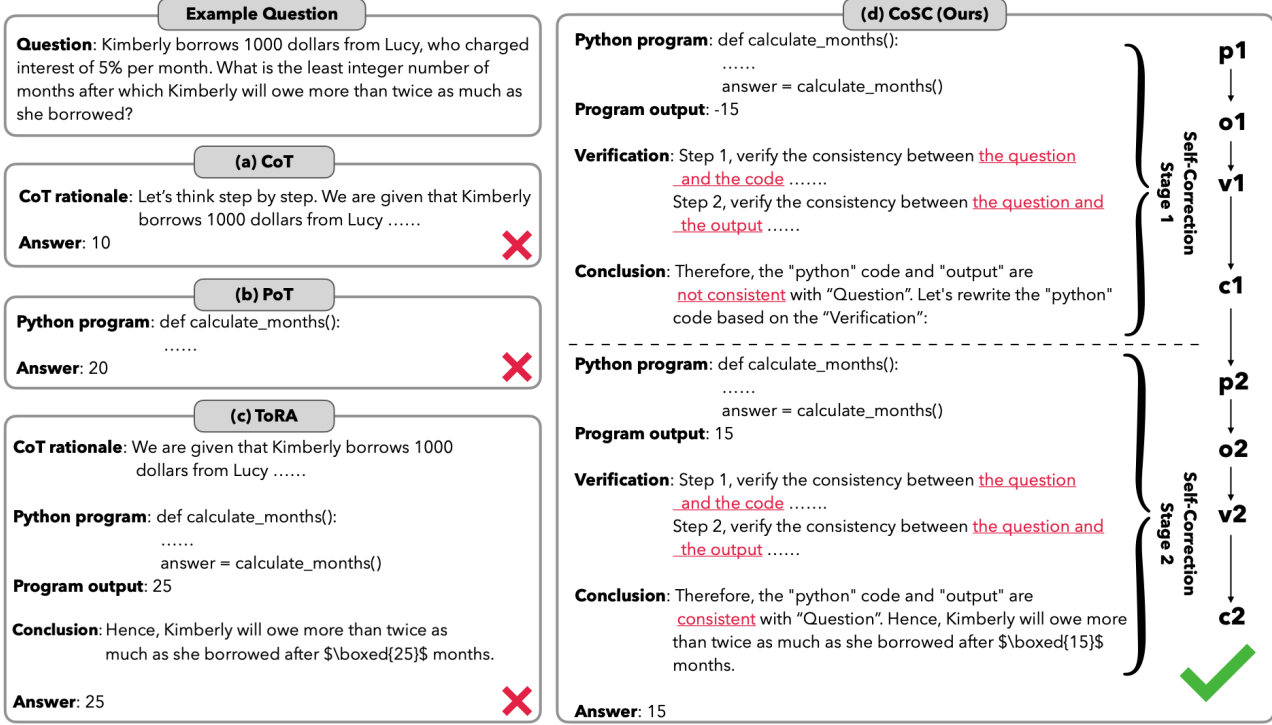 Example Question
Question: Kimberly borrows 1000 dollars from Lucy, who charged
interest of 5% per month. What is the least integer number of
months after which Kimberly will owe more than twice as much as
she borrowed?
(a) CoT
CoT rationale: Let's think step by step. We are given that Kimberly
borrows 1000 dollars from Lucy ......
Answer: 10
(b) PoT
Python program: def calculate_months():
......
Answer: 20
(c) ToRA
CoT rationale: We are given that Kimberly borrows 1000
dollars from Lucy ......
Python program: def calculate_months():
......
answer = calculate_months()
Program output: 25
Conclusion: Hence, Kimberly will owe more than twice as
much as she borrowed after $\boxed{25}$ months.
Answer: 25
(d) CoSC (Ours)
Python program: def calculate_months():
......
answer = calculate_months()
Program output: -15
Verification: Step 1, verify the consistency between the question
and the code .......
Step 2, verify the consistency between the question and
the output ......
Conclusion: Therefore, the "python" code and "output" are
not consistent with “Question”. Let's rewrite the "python"
code based on the “Verification”:
Self-Correction
Stage 1
p1
o1
v1
c1
Python program: def calculate_months():
......
answer = calculate_months()
Program output: 15
Verification: Step 1, verify the consistency between the question
and the code .......
Step 2, verify the consistency between the question and
the output ......
Conclusion: Therefore, the "python" code and "output" are
consistent with “Question”. Hence, Kimberly will owe more
than twice as much as she borrowed after $\boxed{15}$
months.
Answer: 15
Self-Correction
Stage 2
p2
o2
v2
c2